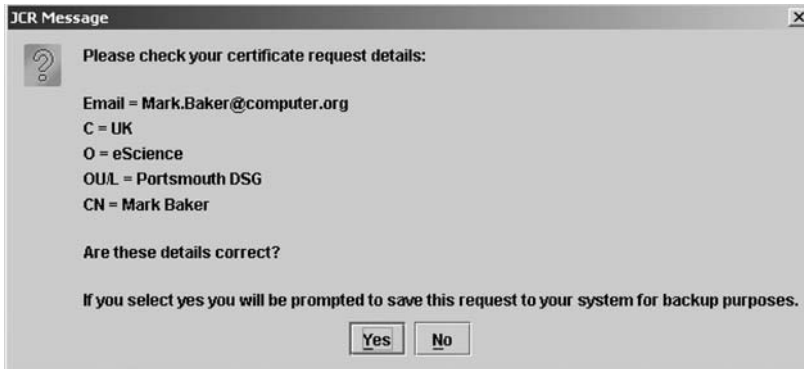 JCR Message
Please check your certificate request details:
Email = Mark.Baker@computer.org
C = UK
O = eScience
OU/L = Portsmouth DSG
CN = Mark Baker
Are these details correct?
If you select yes you will be prompted to save this request to your system for backup purposes.
Yes No